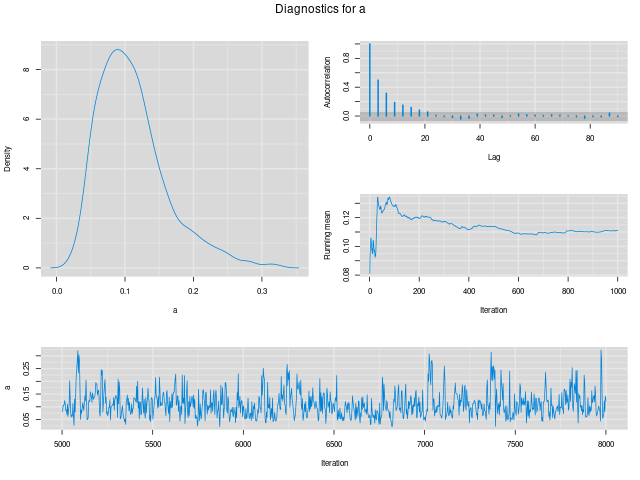 Diagnostics for a
Density
0 2 4 6 8
0.0 0.1 0.2 0.3
a
Autocorrelation
0.0 0.4 0.8
0 20 40 60 80
Lag
Running mean
0.08 0.10 0.12
0 200 400 600 800 1000
Iteration
a
0.05 0.15 0.25
5000 5500 6000 6500 7000 7500 8000
Iteration